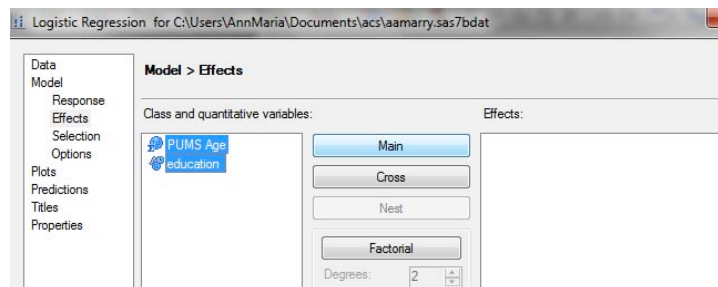 Logistic Regression for C:\Users\AnnMaria\Documents\acs\aamarry.sas7bdat
Data
Model
Response
Effects
Selection
Options
Plots
Predictions
Titles
Properties
Model > Effects
Class and quantitative variables:
PUMS Age
education
Main
Cross
Nest
Factorial
Degrees: 2
Effects: